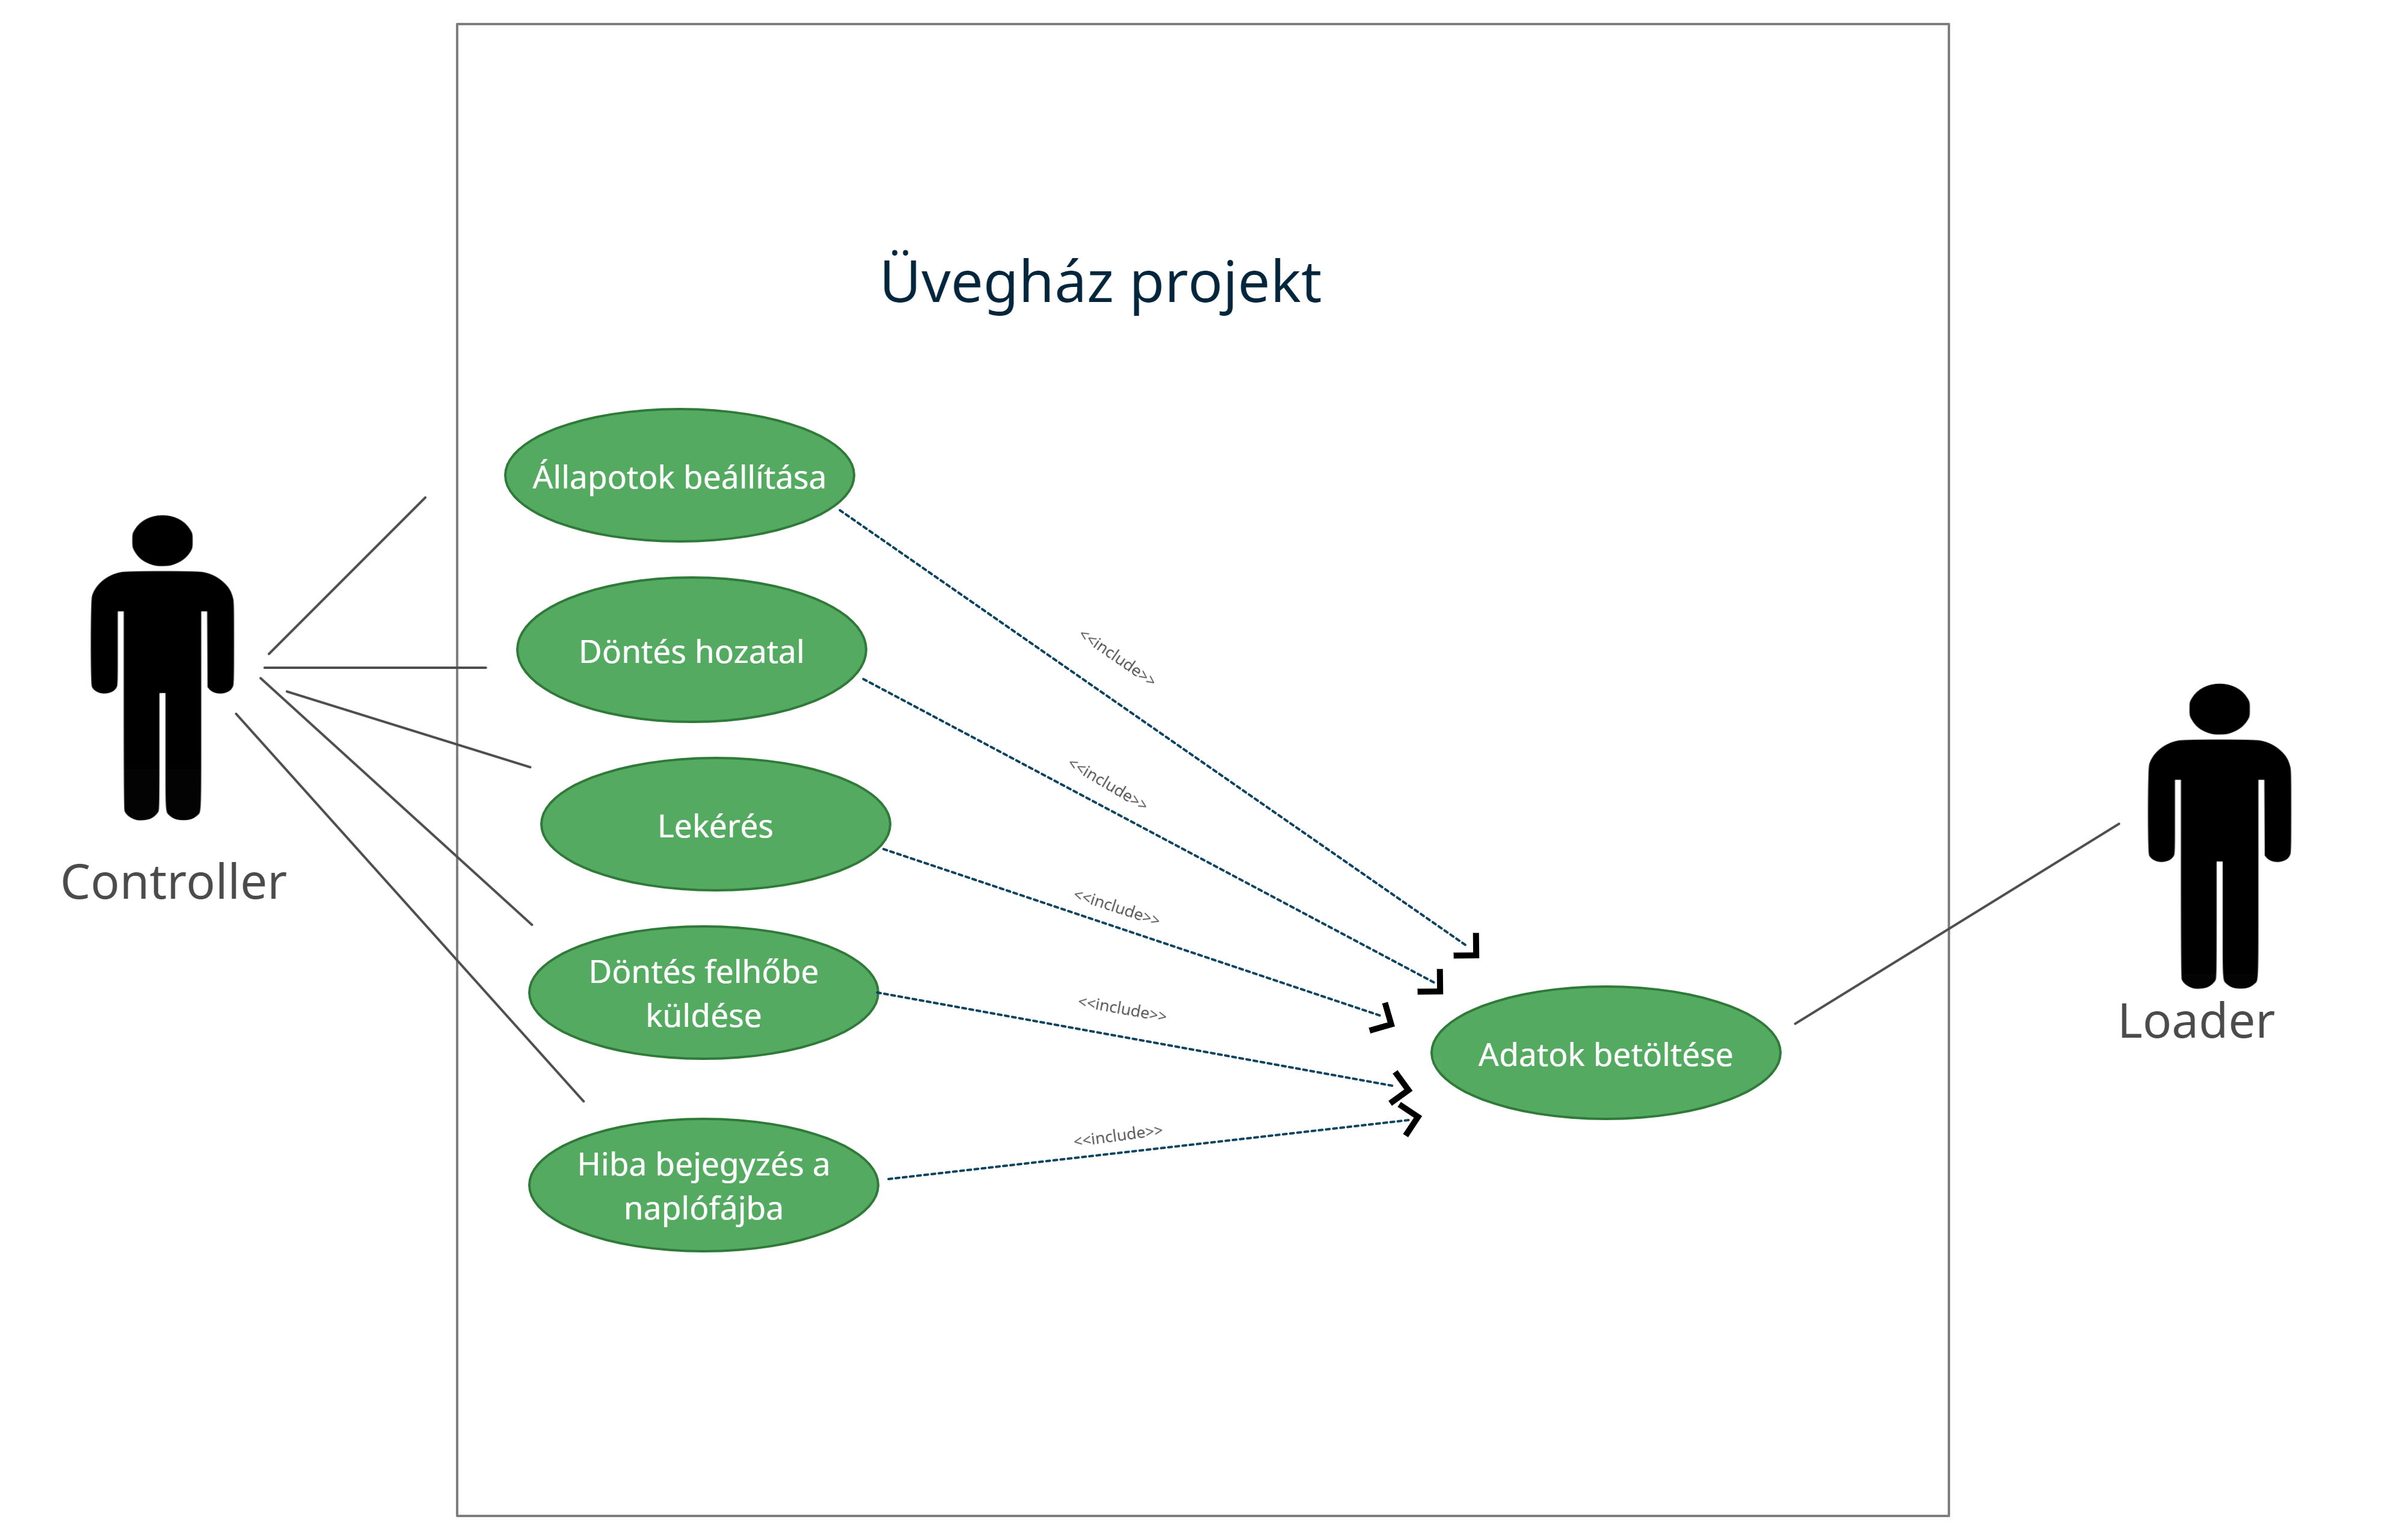 Üvegház projekt
Állapotok beállítása
Döntés hozatal
Lekérés
Döntés felhőbe
küldése
Hiba bejegyzés a
naplófájba
<<include>>
<<include>>
<<include>>
<<include>>
<<include>>
Adatok betöltése
Controller
Loader